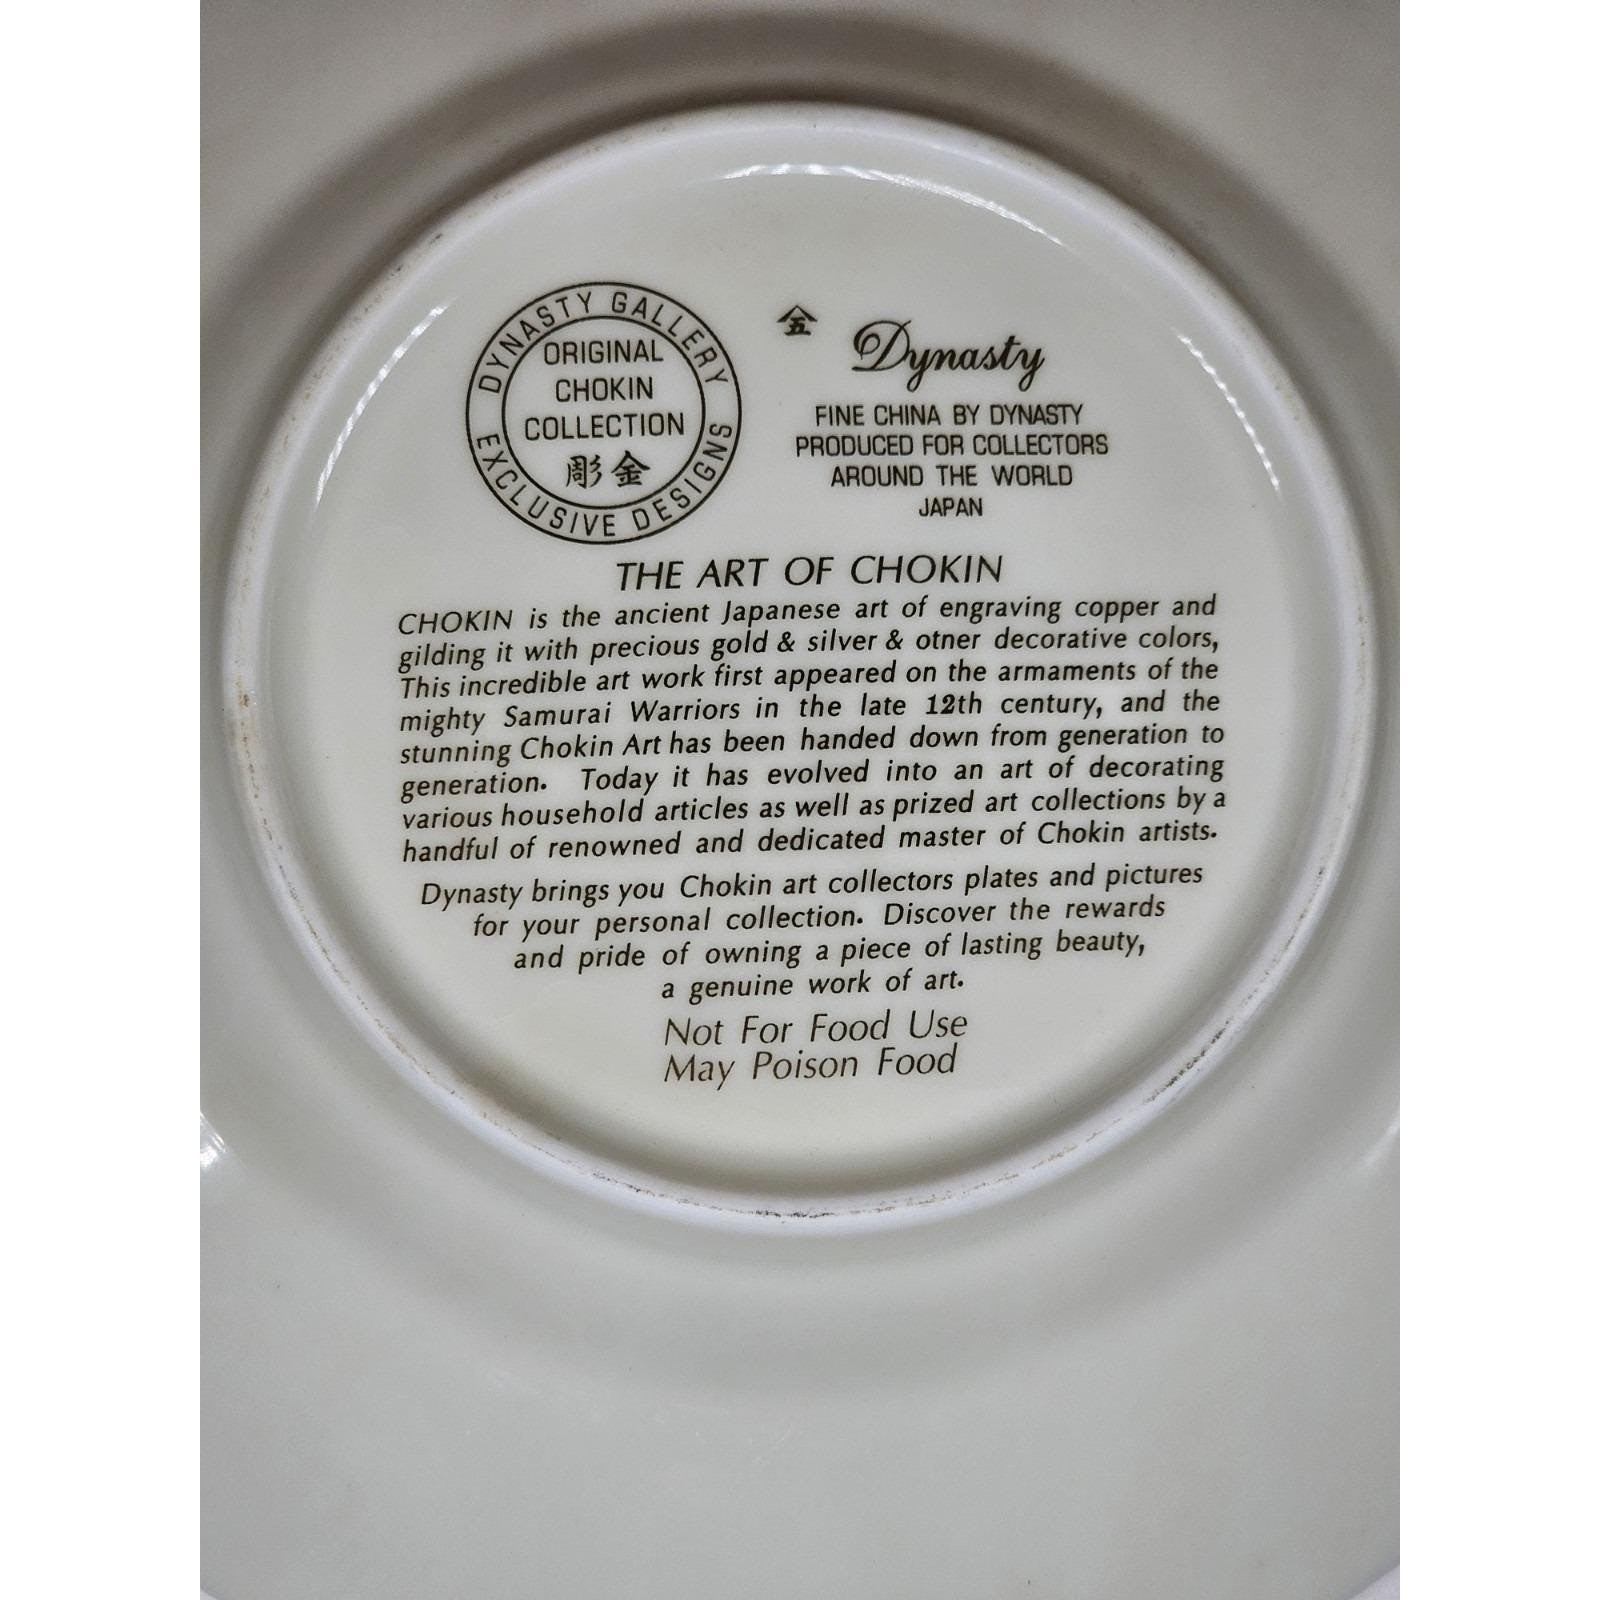 DYNASTY GALLERY
EXCLUSIVE DESIGNS
ORIGINAL
CHOKIN
COLLECTION
彫金
五
Dynasty
FINE CHINA BY DYNASTY
PRODUCED FOR COLLECTORS
AROUND THE WORLD
JAPAN
THE ART OF CHOKIN
CHOKIN is the ancient Japanese art of engraving copper and
gilding it with precious gold & silver & otner decorative colors,
This incredible art work first appeared on the armaments of the
mighty Samurai Warriors in the late 12th century, and the
stunning Chokin Art has been handed down from generation to
generation. Today it has evolved into an art of decorating
various household articles as well as prized art collections by a
handful of renowned and dedicated master of Chokin artists.
Dynasty brings you Chokin art collectors plates and pictures
for your personal collection. Discover the rewards
and pride of owning a piece of lasting beauty,
a genuine work of art.
Not For Food Use
May Poison Food